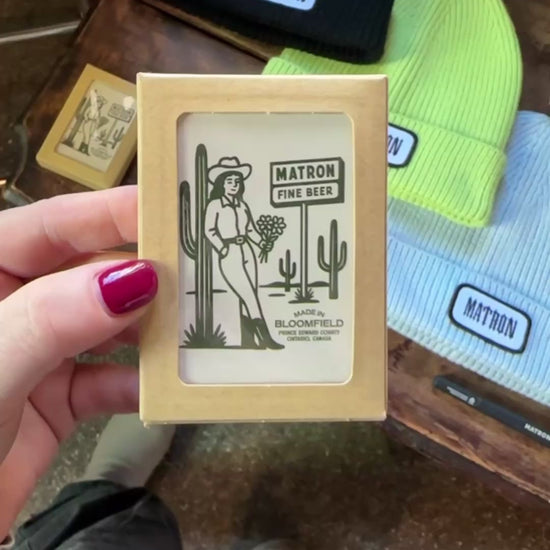 MATRON
FINE BEER
MADE IN
BLOOMFIELD
PRINCE EDWARD COUNTY
ONTARIO, CANADA
MATRON
MATRON